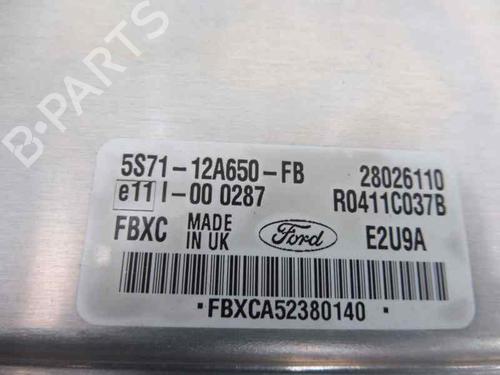 5S71-12A650-FB 28026110
e11 I-00 0287 R0411C037B
FBXC MADE IN UK Ford E2U9A
•FBXCA52380140•
B-PARTS